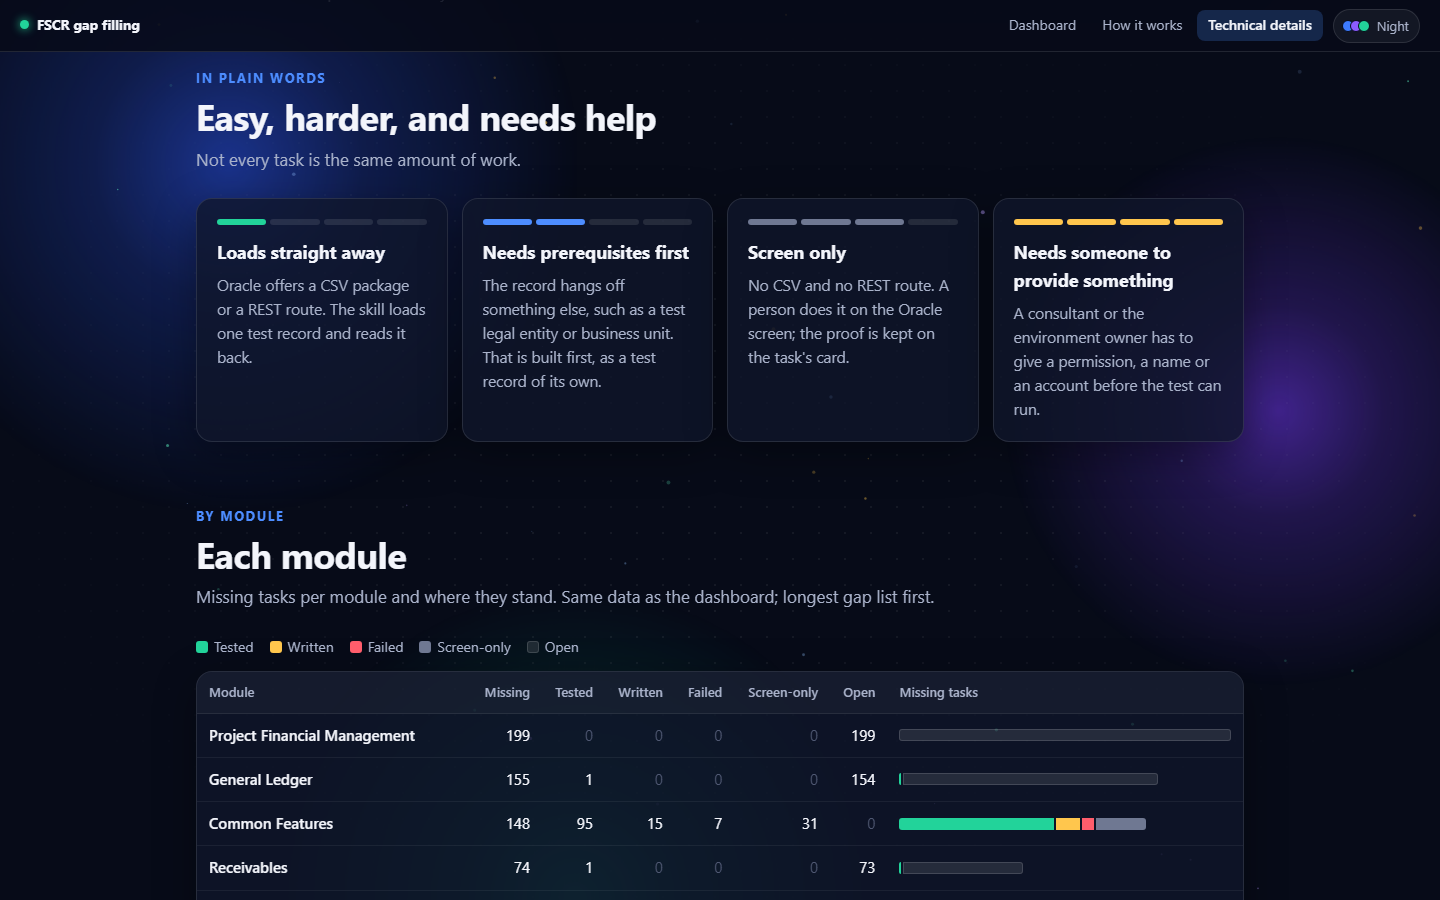 FSCR gap filling
Dashboard
How it works
Technical details
Night
IN PLAIN WORDS
Easy, harder, and needs help
Not every task is the same amount of work.
Loads straight away
Oracle offers a CSV package
or a REST route. The skill loads
one test record and reads it
back.
Needs prerequisites first
The record hangs off
something else, such as a test
legal entity or business unit.
That is built first, as a test
record of its own.
Screen only
No CSV and no REST route. A
person does it on the Oracle
screen; the proof is kept on
the task's card.
Needs someone to
provide something
A consultant or the
environment owner has to
give a permission, a name or
an account before the test can
run.
BY MODULE
Each module
Missing tasks per module and where they stand. Same data as the dashboard; longest gap list first.
Tested Written Failed Screen-only Open
Module Missing Tested Written Failed Screen-only Open Missing tasks
Project Financial Management 199 0 0 0 0 199
General Ledger 155 1 0 0 0 154
Common Features 148 95 15 7 31 0
Receivables 74 1 0 0 0 73